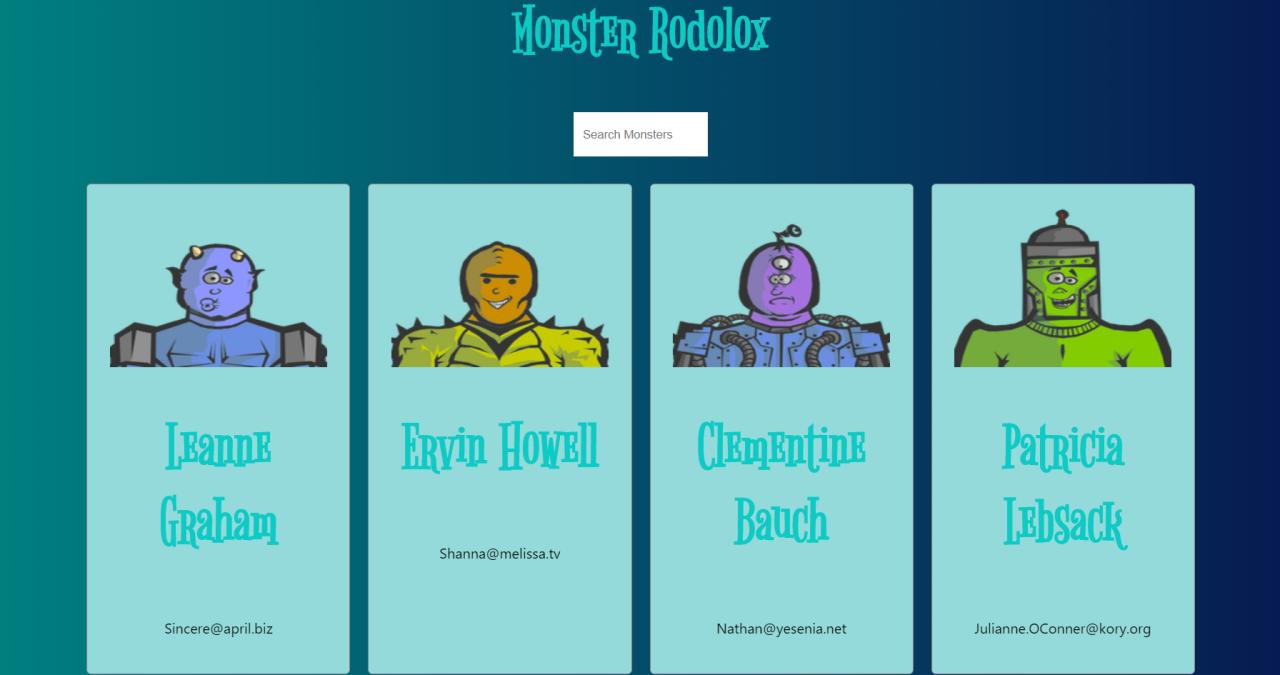 Monster Rodolox
Search Monsters
Leanne
Graham
Sincere@april.biz
Ervin Howell
Shanna@melissa.tv
Clementine
Bauch
Nathan@yesenia.net
Patricia
Lebsack
Julianne.OConner@kory.org